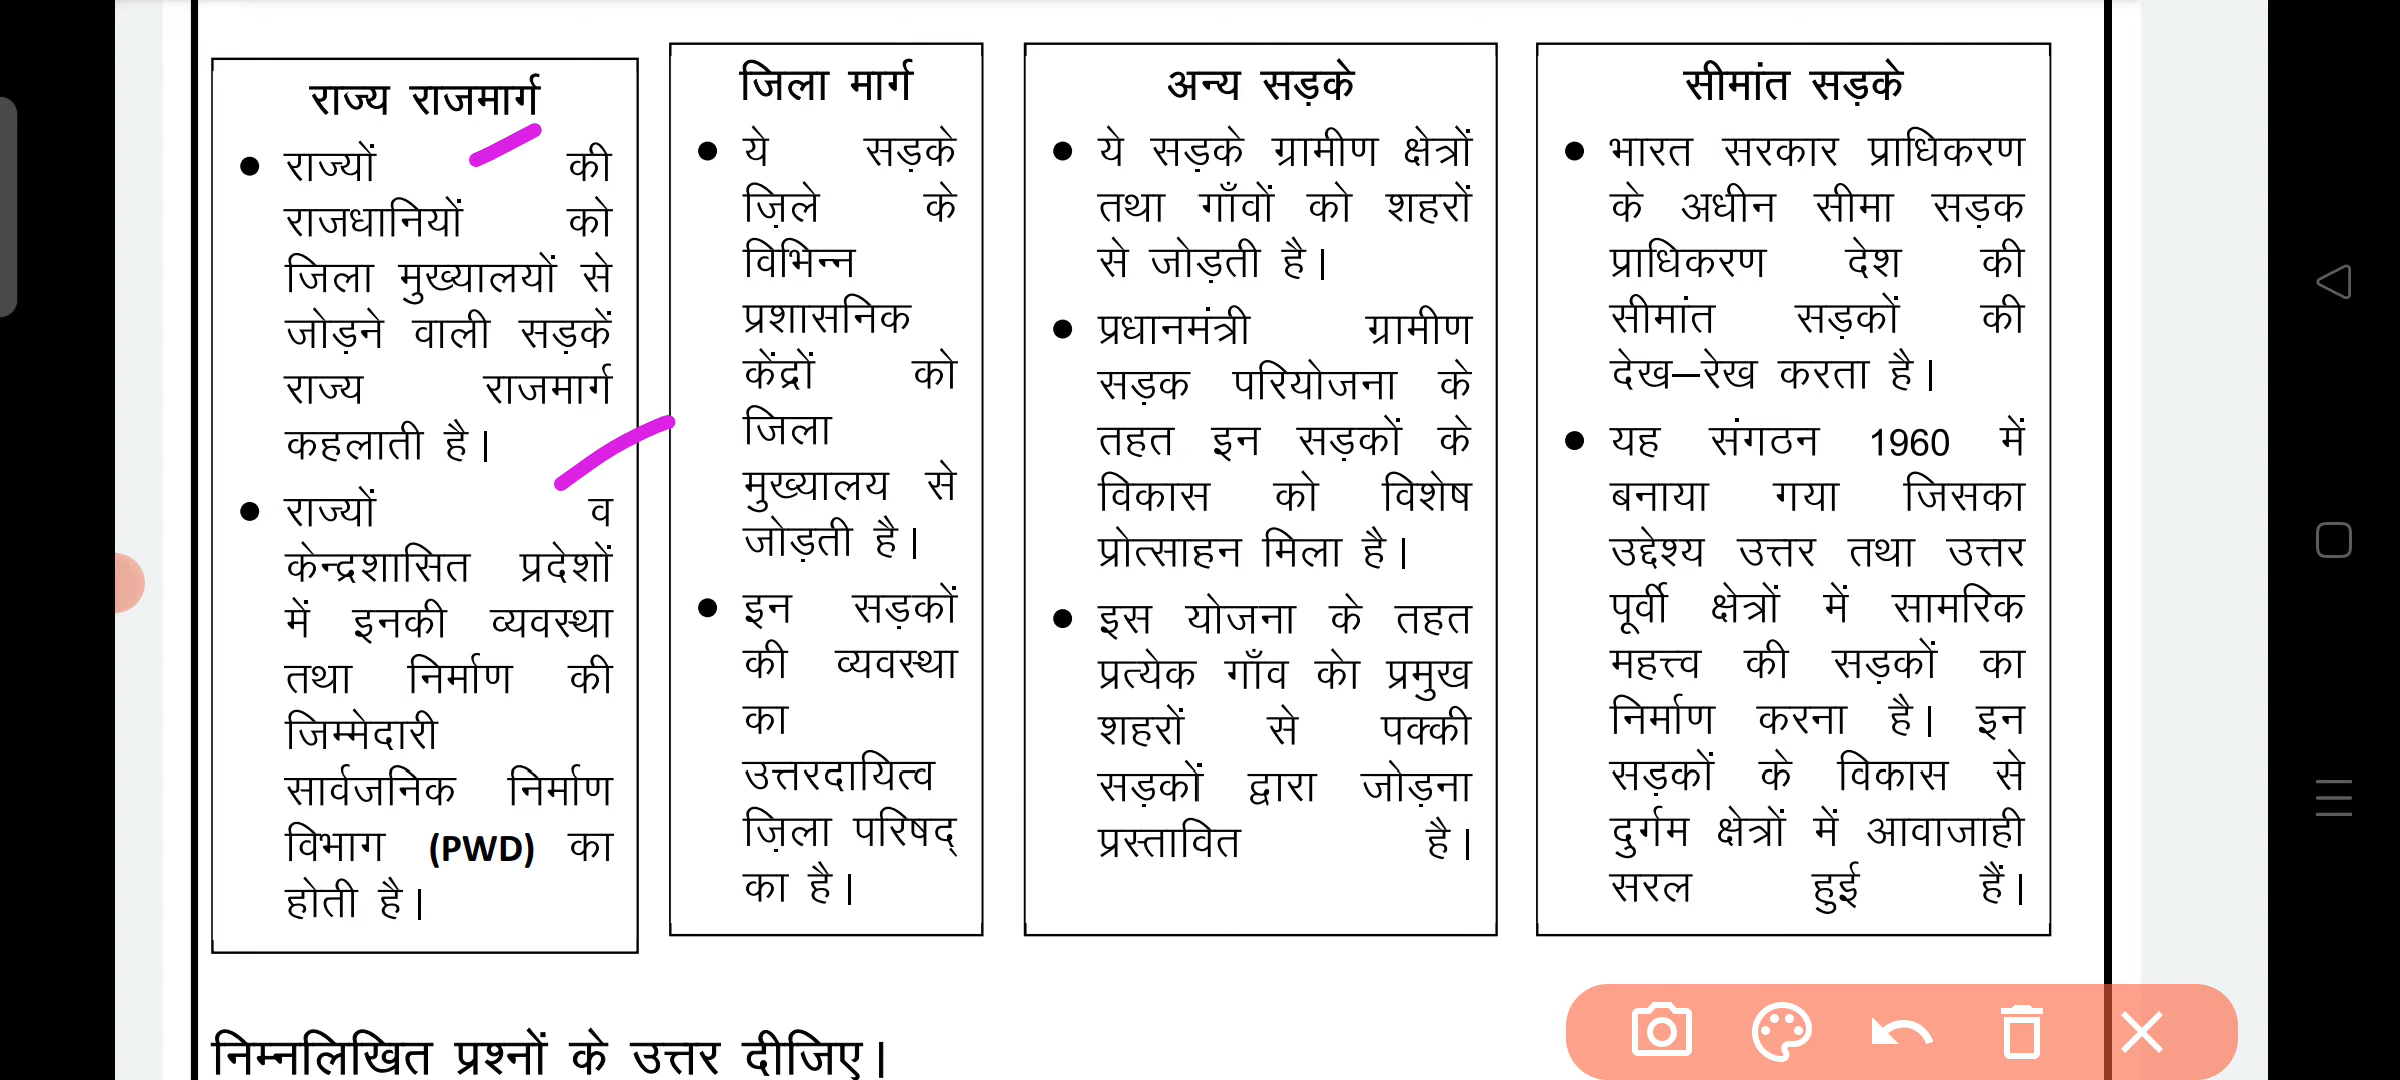 राज्य राजमार्ग
● राज्यों की
राजधानियों को
जिला मुख्यालयों से
जोड़ने वाली सड़कें
राज्य राजमार्ग
कहलाती है।
● राज्यों व
केन्द्रशासित प्रदेशों
में इनकी व्यवस्था
तथा निर्माण की
जिम्मेदारी
सार्वजनिक निर्माण
विभाग (PWD) का
होती है।
जिला मार्ग
● ये सड़के
ज़िले के
विभिन्न
प्रशासनिक
केंद्रों को
जिला
मुख्यालय से
जोड़ती है।
● इन सड़कों
की व्यवस्था
का
उत्तरदायित्व
ज़िला परिषद्
का है।
अन्य सड़के
● ये सड़के ग्रामीण क्षेत्रों
तथा गाँवों को शहरों
से जोड़ती है।
● प्रधानमंत्री ग्रामीण
सड़क परियोजना के
तहत इन सड़कों के
विकास को विशेष
प्रोत्साहन मिला है।
● इस योजना के तहत
प्रत्येक गाँव केा प्रमुख
शहरों से पक्की
सड़कों द्वारा जोड़ना
प्रस्तावित है।
सीमांत सड़के
● भारत सरकार प्राधिकरण
के अधीन सीमा सड़क
प्राधिकरण देश की
सीमांत सड़कों की
देख–रेख करता है।
● यह संगठन 1960 में
बनाया गया जिसका
उद्देश्य उत्तर तथा उत्तर
पूर्वी क्षेत्रों में सामरिक
महत्त्व की सड़कों का
निर्माण करना है। इन
सड़कों के विकास से
दुर्गम क्षेत्रों में आवाजाही
सरल हुई हैं।
निम्नलिखित प्रश्नों के उत्तर दीजिए।